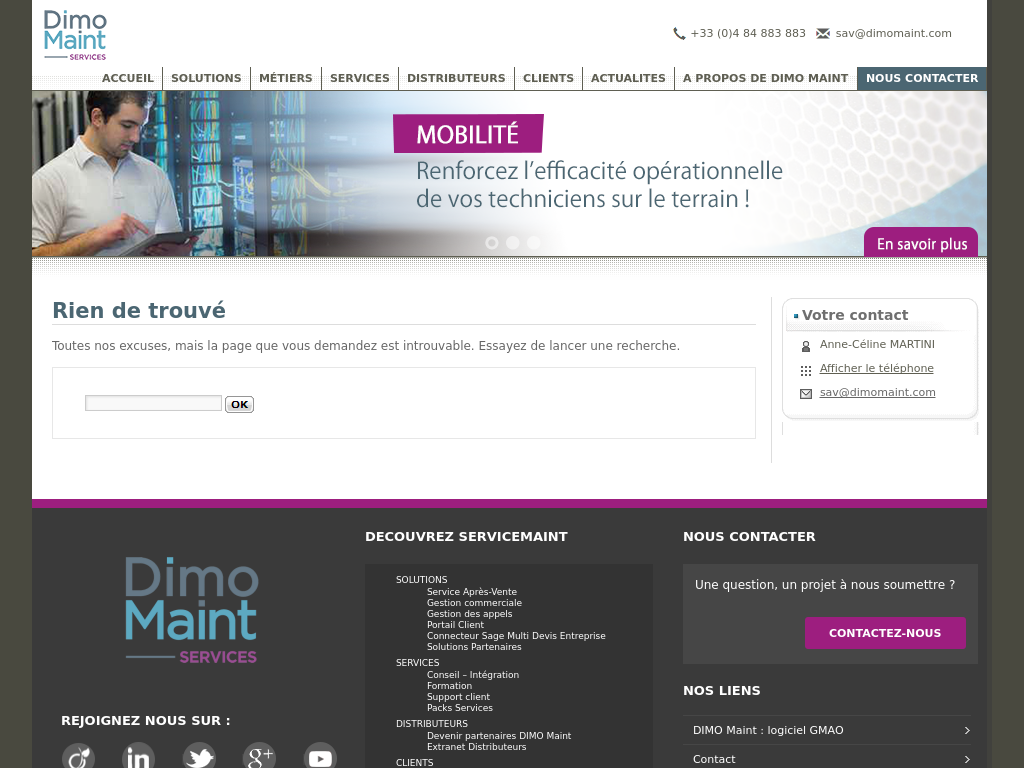 Dimo
Maint
SERVICES
+33 (0)4 84 883 883 sav@dimomaint.com
ACCUEIL SOLUTIONS MÉTIERS SERVICES DISTRIBUTEURS CLIENTS ACTUALITES A PROPOS DE DIMO MAINT NOUS CONTACTER
MOBILITÉ
Renforcez l'efficacité opérationnelle
de vos techniciens sur le terrain !
En savoir plus
Rien de trouvé
Toutes nos excuses, mais la page que vous demandez est introuvable. Essayez de lancer une recherche.
OK
Votre contact
Anne-Céline MARTINI
Afficher le téléphone
sav@dimomaint.com
Dimo
Maint
SERVICES
REJOIGNEZ NOUS SUR :
in
g+
DECOUVREZ SERVICEMAINT
SOLUTIONS
Service Après-Vente
Gestion commerciale
Gestion des appels
Portail Client
Connecteur Sage Multi Devis Entreprise
Solutions Partenaires
SERVICES
Conseil – Intégration
Formation
Support client
Packs Services
DISTRIBUTEURS
Devenir partenaires DIMO Maint
Extranet Distributeurs
CLIENTS
NOUS CONTACTER
Une question, un projet à nous soumettre ?
CONTACTEZ-NOUS
NOS LIENS
DIMO Maint : logiciel GMAO
Contact